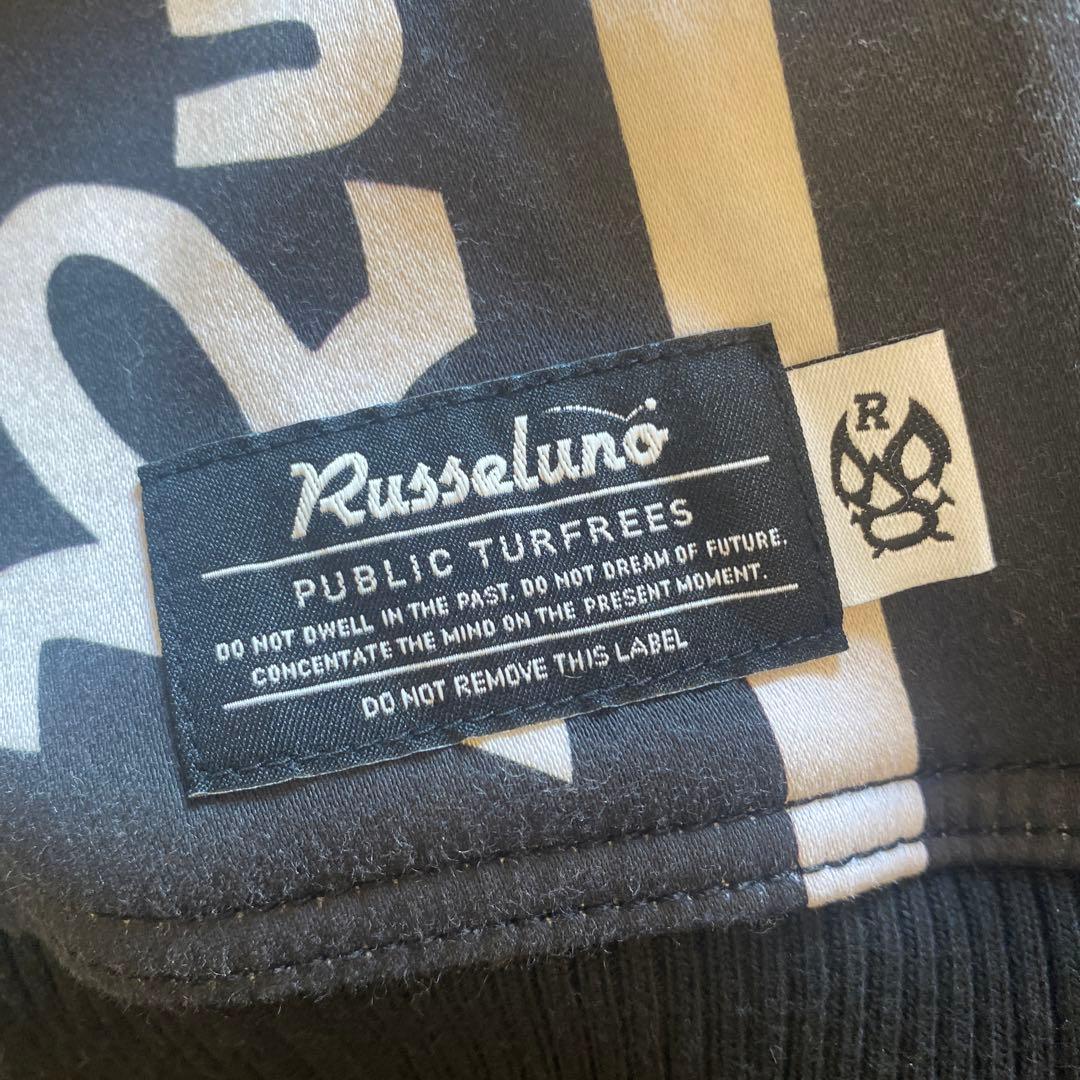 Russeluno
PUBLIC TURFREES
DO NOT DWELL IN THE PAST, DO NOT DREAM OF FUTURE,
CONCENTATE THE MIND ON THE PRESENT MOMENT.
DO NOT REMOVE THIS LABEL
R